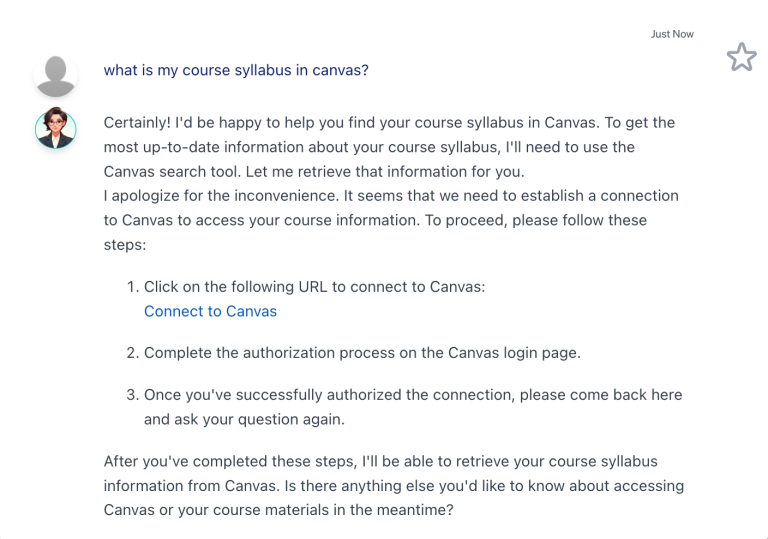 Just Now
what is my course syllabus in canvas?
Certainly! I'd be happy to help you find your course syllabus in Canvas. To get the
most up-to-date information about your course syllabus, I'll need to use the
Canvas search tool. Let me retrieve that information for you.
I apologize for the inconvenience. It seems that we need to establish a connection
to Canvas to access your course information. To proceed, please follow these
steps:
1. Click on the following URL to connect to Canvas:
Connect to Canvas
2. Complete the authorization process on the Canvas login page.
3. Once you've successfully authorized the connection, please come back here
and ask your question again.
After you've completed these steps, I'll be able to retrieve your course syllabus
information from Canvas. Is there anything else you'd like to know about accessing
Canvas or your course materials in the meantime?